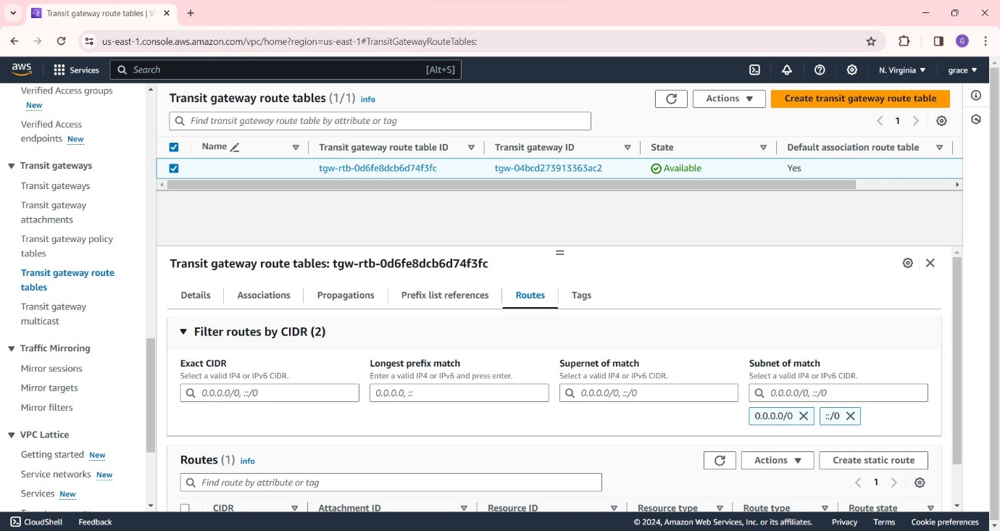 Transit gateway route tables | V
us-east-1.console.aws.amazon.com/vpc/home?region=us-east-1#TransitGatewayRouteTables:
G
aws
Services
Search
[Alt+S]
N. Virginia ▼
grace ▼
Verified Access groups
New
Verified Access
endpoints New
Transit gateways
Transit gateways
Transit gateway
attachments
Transit gateway policy
tables
Transit gateway route
tables
Transit gateway
multicast
Traffic Mirroring
Mirror sessions
Mirror targets
Mirror filters
VPC Lattice
Getting started New
Service networks New
Services New
Transit gateway route tables (1/1) info
Actions ▼
Create transit gateway route table
Find transit gateway route table by attribute or tag
1
Name
Transit gateway route table ID
Transit gateway ID
State
Default association route table
tgw-rtb-0d6fe8dcb6d74f3fc
tgw-04bcd273913363ac2
Available
Yes
Transit gateway route tables: tgw-rtb-0d6fe8dcb6d74f3fc
Details
Associations
Propagations
Prefix list references
Routes
Tags
Filter routes by CIDR (2)
Exact CIDR
Select a valid IP4 or IPv6 CIDR.
0.0.0.0/0, ::/0
Longest prefix match
Enter a valid IP4 or IPv6 and press enter.
0.0.0.0, ::
Supernet of match
Select a valid IP4 or IPv6 CIDR.
0.0.0.0/0, ::/0
Subnet of match
Select a valid IP4 or IPv6 CIDR.
0.0.0.0/0, ::/0
0.0.0.0/0
::/0
Routes (1) info
Actions ▼
Create static route
Find route by attribute or tag
1
CIDR
Attachment ID
Resource ID
Resource type
Route type
Route state
CloudShell
Feedback
© 2024, Amazon Web Services, Inc. or its affiliates.
Privacy
Terms
Cookie preferences